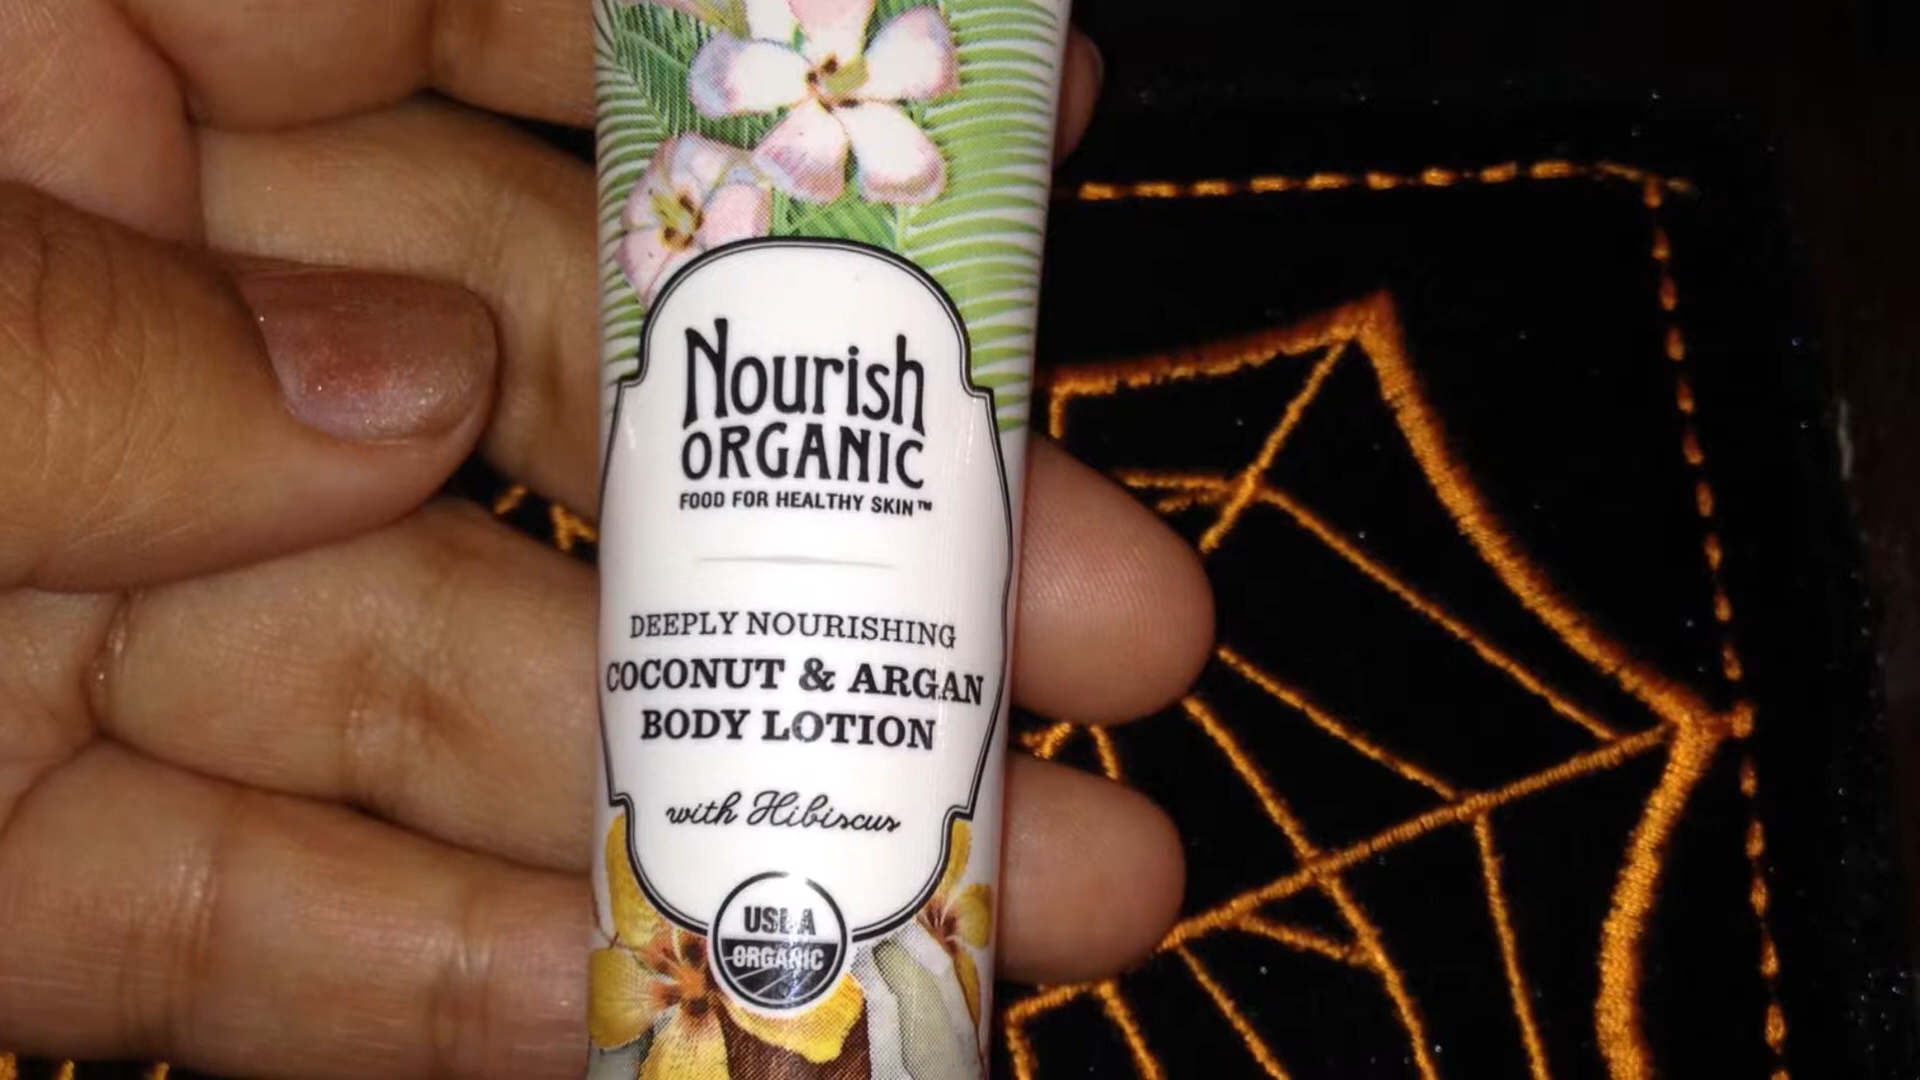 Nourish
ORGANIC
FOOD FOR HEALTHY SKIN™
DEEPLY NOURISHING
COCONUT & ARGAN
BODY LOTION
with Hibiscus
USDA
ORGANIC